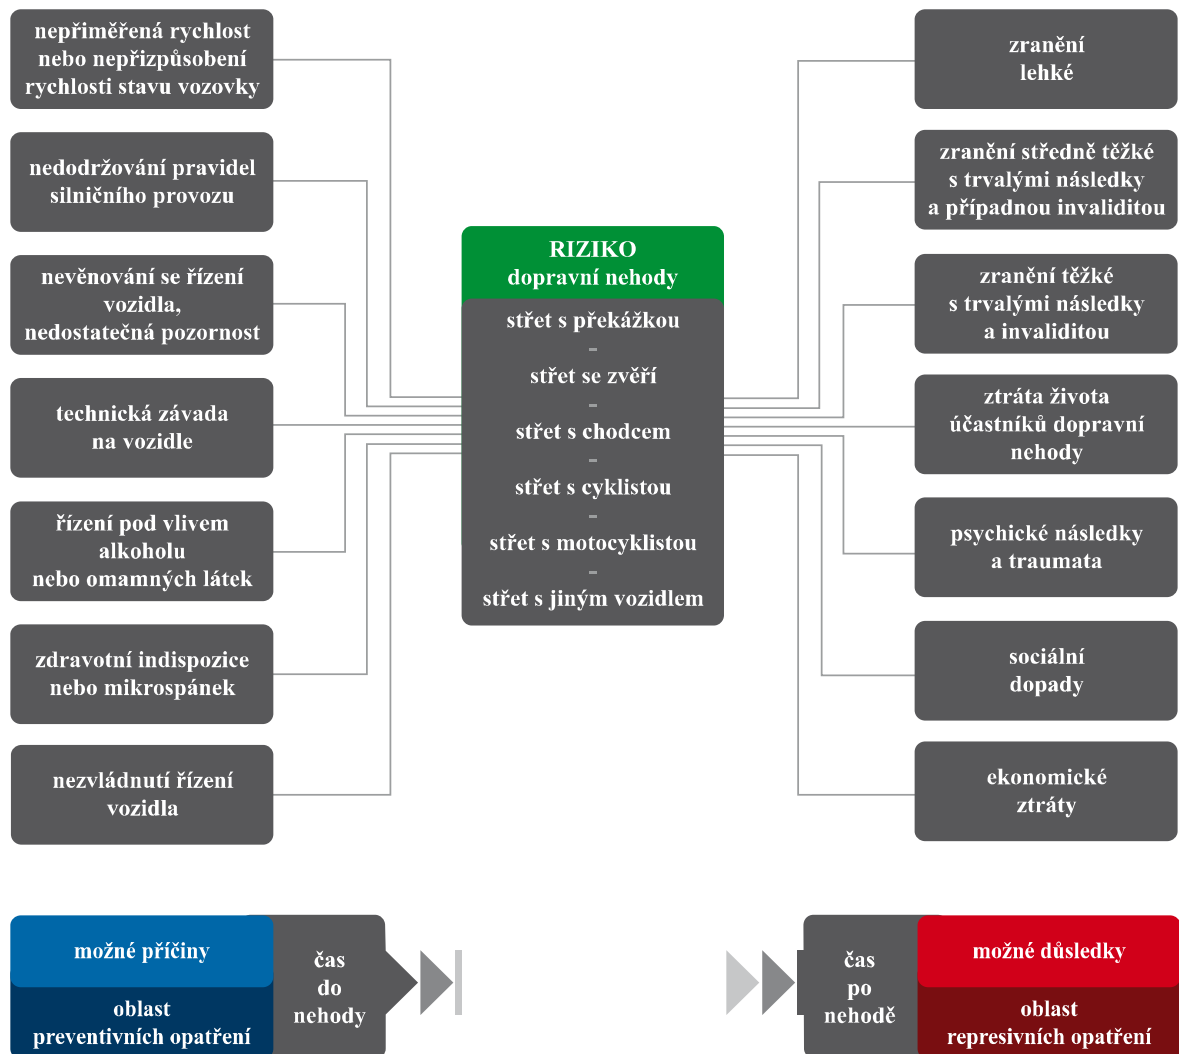 nepřiměřená rychlost
nebo nepřizpůsobení
rychlosti stavu vozovky
nedodržování pravidel
silničního provozu
nevěnování se řízení
vozidla,
nedostatečná pozornost
technická závada
na vozidle
řízení pod vlivem
alkoholu
nebo omamných látek
zdravotní indispozice
nebo mikrospánek
nezvládnutí řízení
vozidla
RIZIKO
dopravní nehody
střet s překážkou
–
střet se zvěří
–
střet s chodcem
–
střet s cyklistou
–
střet s motocyklistou
–
střet s jiným vozidlem
zranění
lehké
zranění středně těžké
s trvalými následky
a případnou invaliditou
zranění těžké
s trvalými následky
a invaliditou
ztráta života
účastníků dopravní
nehody
psychické následky
a traumata
sociální
dopady
ekonomické
ztráty
možné příčiny
oblast
preventivních opatření
čas
do
nehody
čas
po
nehodě
možné důsledky
oblast
represivních opatření